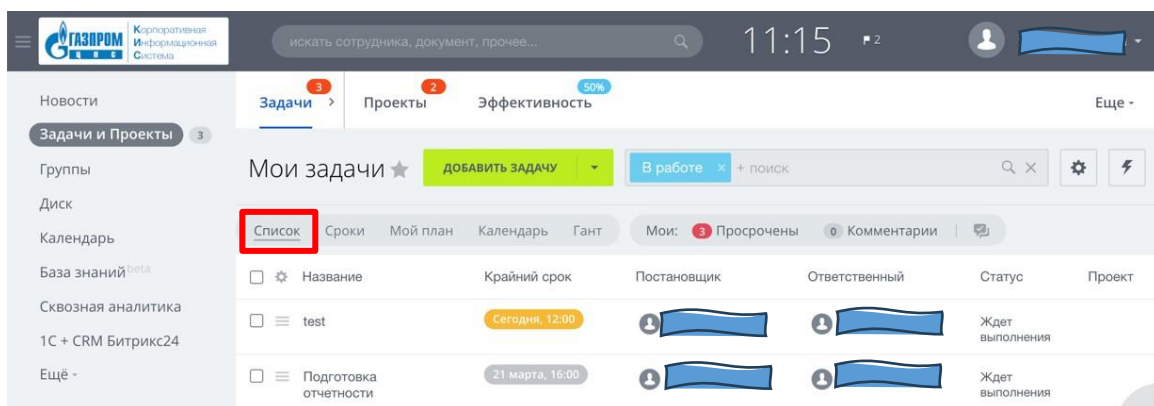 ГАЗПРОМ
ЦПС
Корпоративная
Информационная
Система
искать сотрудника, документ, прочее...
11:15
2
Новости
Задачи и Проекты 3
Группы
Диск
Календарь
База знаний beta
Сквозная аналитика
1С + CRM Битрикс24
Ещё
Задачи 3
Проекты 2
Эффективность 50%
Еще
Мои задачи
ДОБАВИТЬ ЗАДАЧУ
В работе × + поиск
Список Сроки Мой план Календарь Гант Мои: 3 Просрочены 0 Комментарии
Название Крайний срок Постановщик Ответственный Статус Проект
test Сегодня, 12:00 Ждет
выполнения
Подготовка 21 марта, 16:00 Ждет
отчетности выполнения